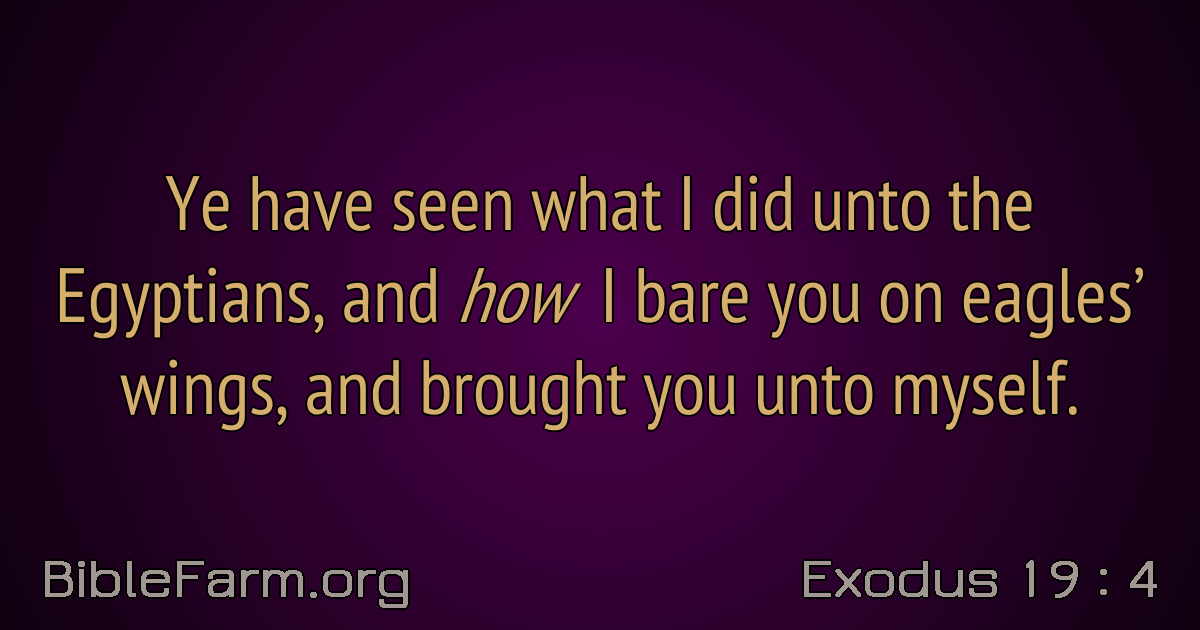 Ye have seen what I did unto the
Egyptians, and how I bare you on eagles’
wings, and brought you unto myself.
BibleFarm.org
Exodus 19 : 4